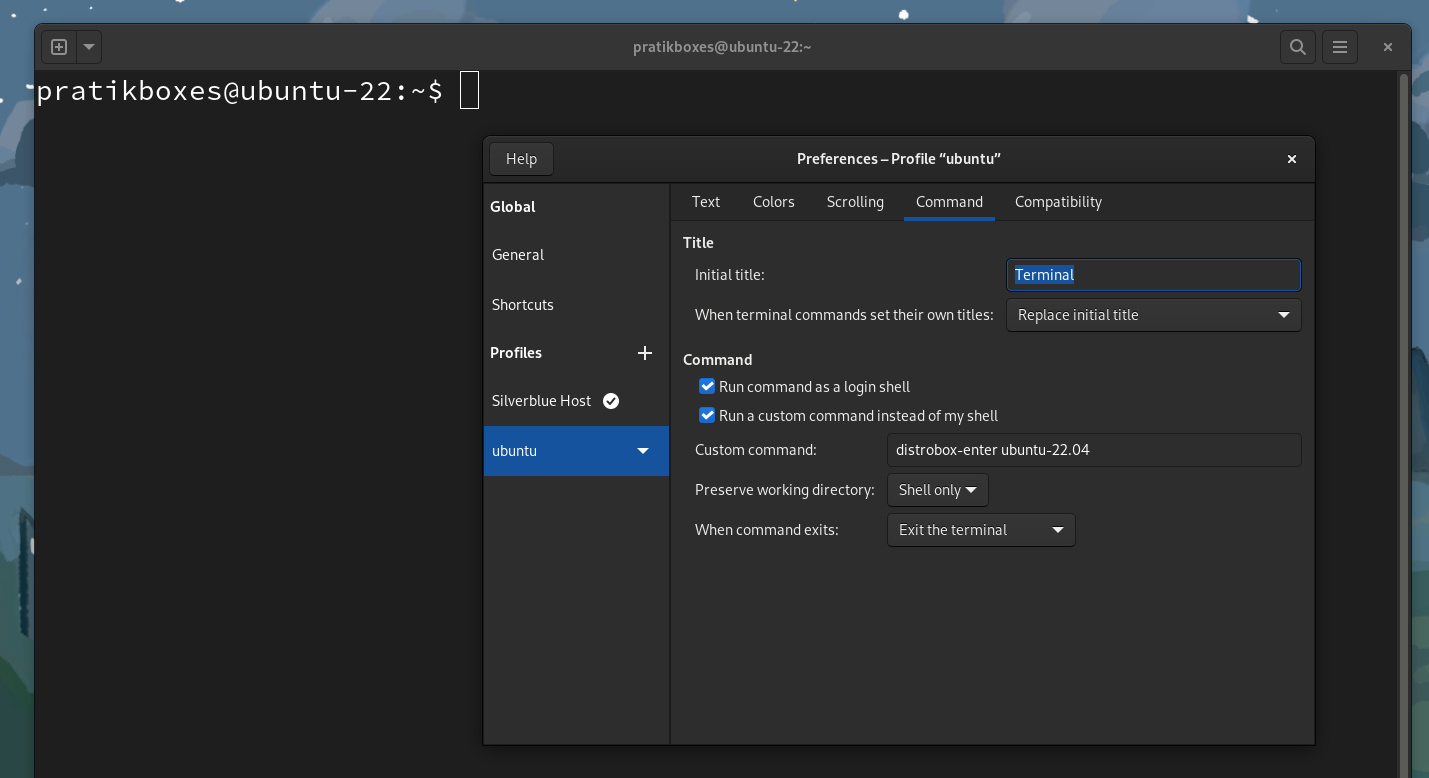 pratikboxes@ubuntu-22:~
pratikboxes@ubuntu-22:~$
Help
Preferences – Profile “ubuntu”
Global
General
Shortcuts
Profiles
Silverblue Host
ubuntu
Text Colors Scrolling Command Compatibility
Title
Initial title: Terminal
When terminal commands set their own titles: Replace initial title
Command
Run command as a login shell
Run a custom command instead of my shell
Custom command: distrobox-enter ubuntu-22.04
Preserve working directory: Shell only
When command exits: Exit the terminal